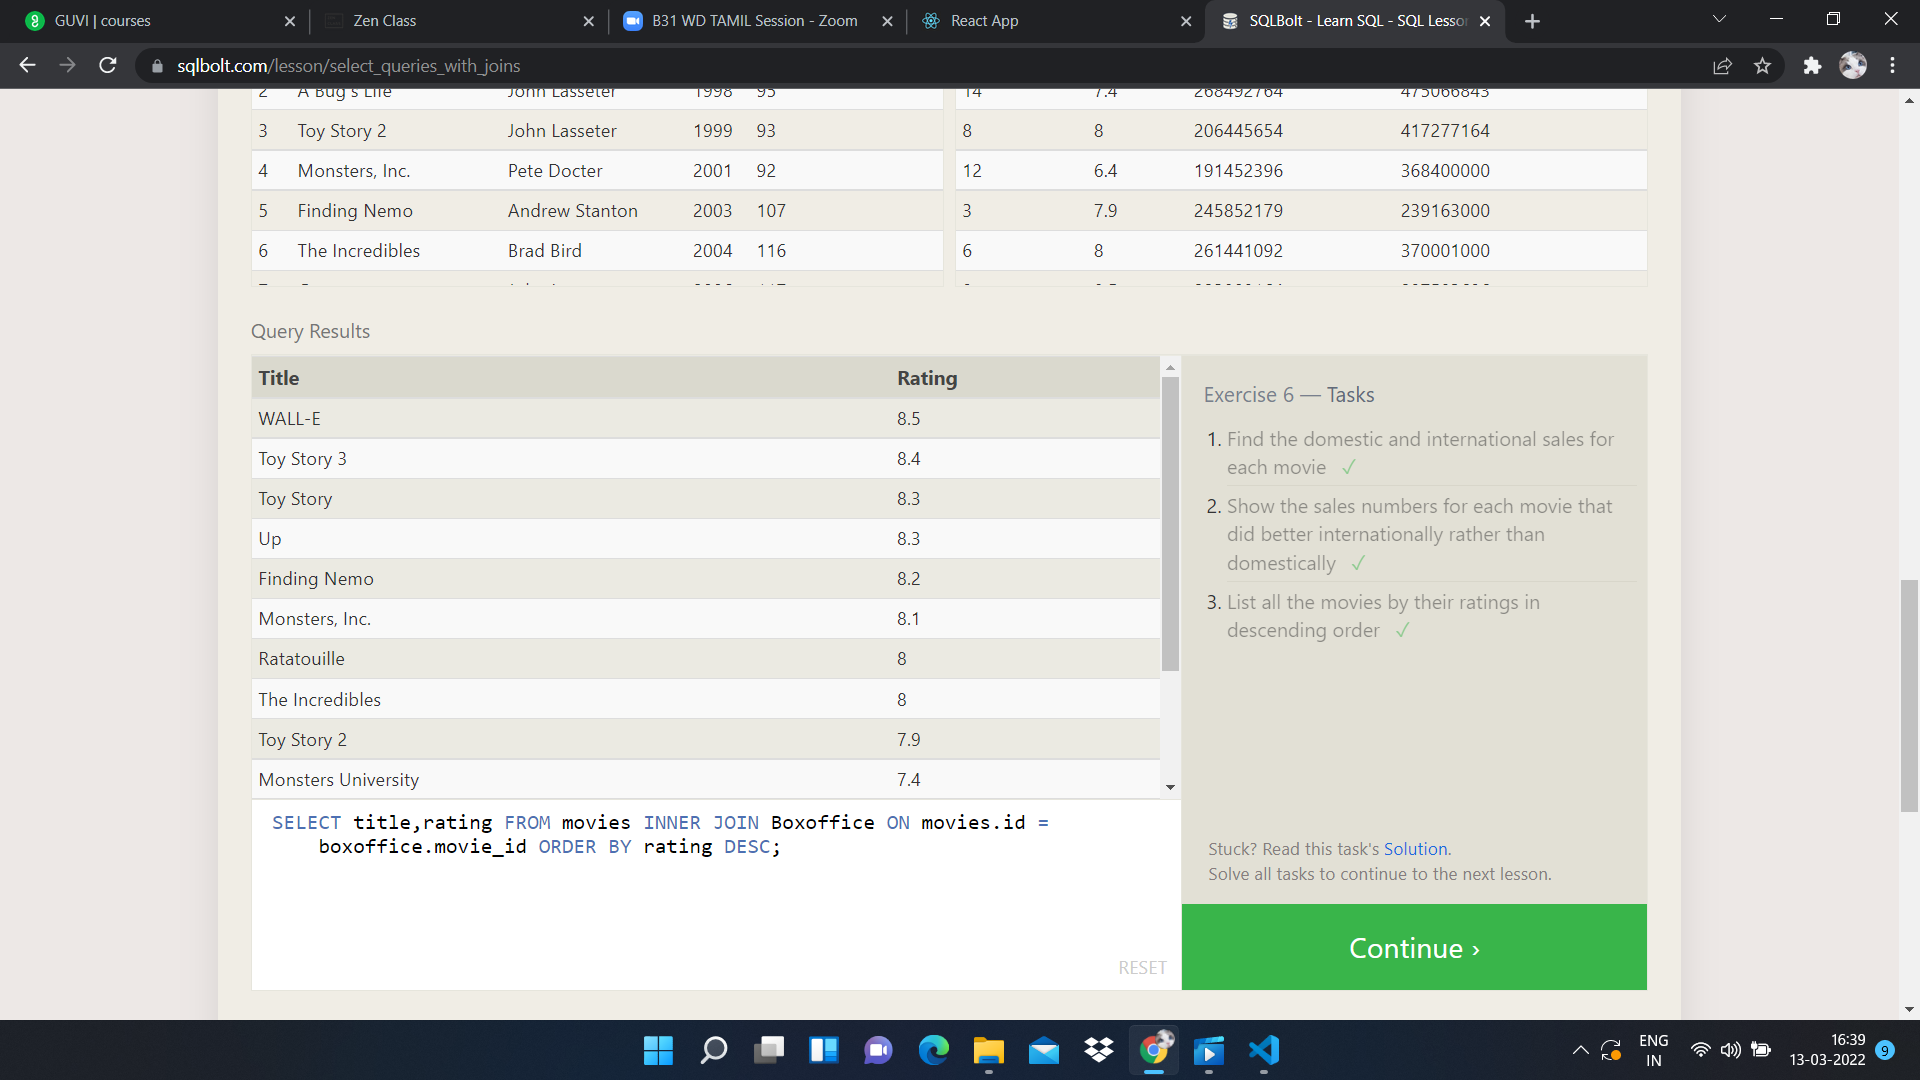 GUVI | courses
Zen Class
B31 WD TAMIL Session - Zoom
React App
SQLBolt - Learn SQL - SQL Lesso
sqlbolt.com/lesson/select_queries_with_joins
2 A Bug's Life John Lasseter 1998 95 14 7.4 268492764 475066843
3 Toy Story 2 John Lasseter 1999 93 8 8 206445654 417277164
4 Monsters, Inc. Pete Docter 2001 92 12 6.4 191452396 368400000
5 Finding Nemo Andrew Stanton 2003 107 3 7.9 245852179 239163000
6 The Incredibles Brad Bird 2004 116 6 8 261441092 370001000
Query Results
Title Rating
WALL-E 8.5
Toy Story 3 8.4
Toy Story 8.3
Up 8.3
Finding Nemo 8.2
Monsters, Inc. 8.1
Ratatouille 8
The Incredibles 8
Toy Story 2 7.9
Monsters University 7.4
SELECT title,rating FROM movies INNER JOIN Boxoffice ON movies.id =
boxoffice.movie_id ORDER BY rating DESC;
RESET
Exercise 6 — Tasks
1. Find the domestic and international sales for
each movie ✓
2. Show the sales numbers for each movie that
did better internationally rather than
domestically ✓
3. List all the movies by their ratings in
descending order ✓
Stuck? Read this task's Solution.
Solve all tasks to continue to the next lesson.
Continue ›
ENG
IN
16:39
13-03-2022
9